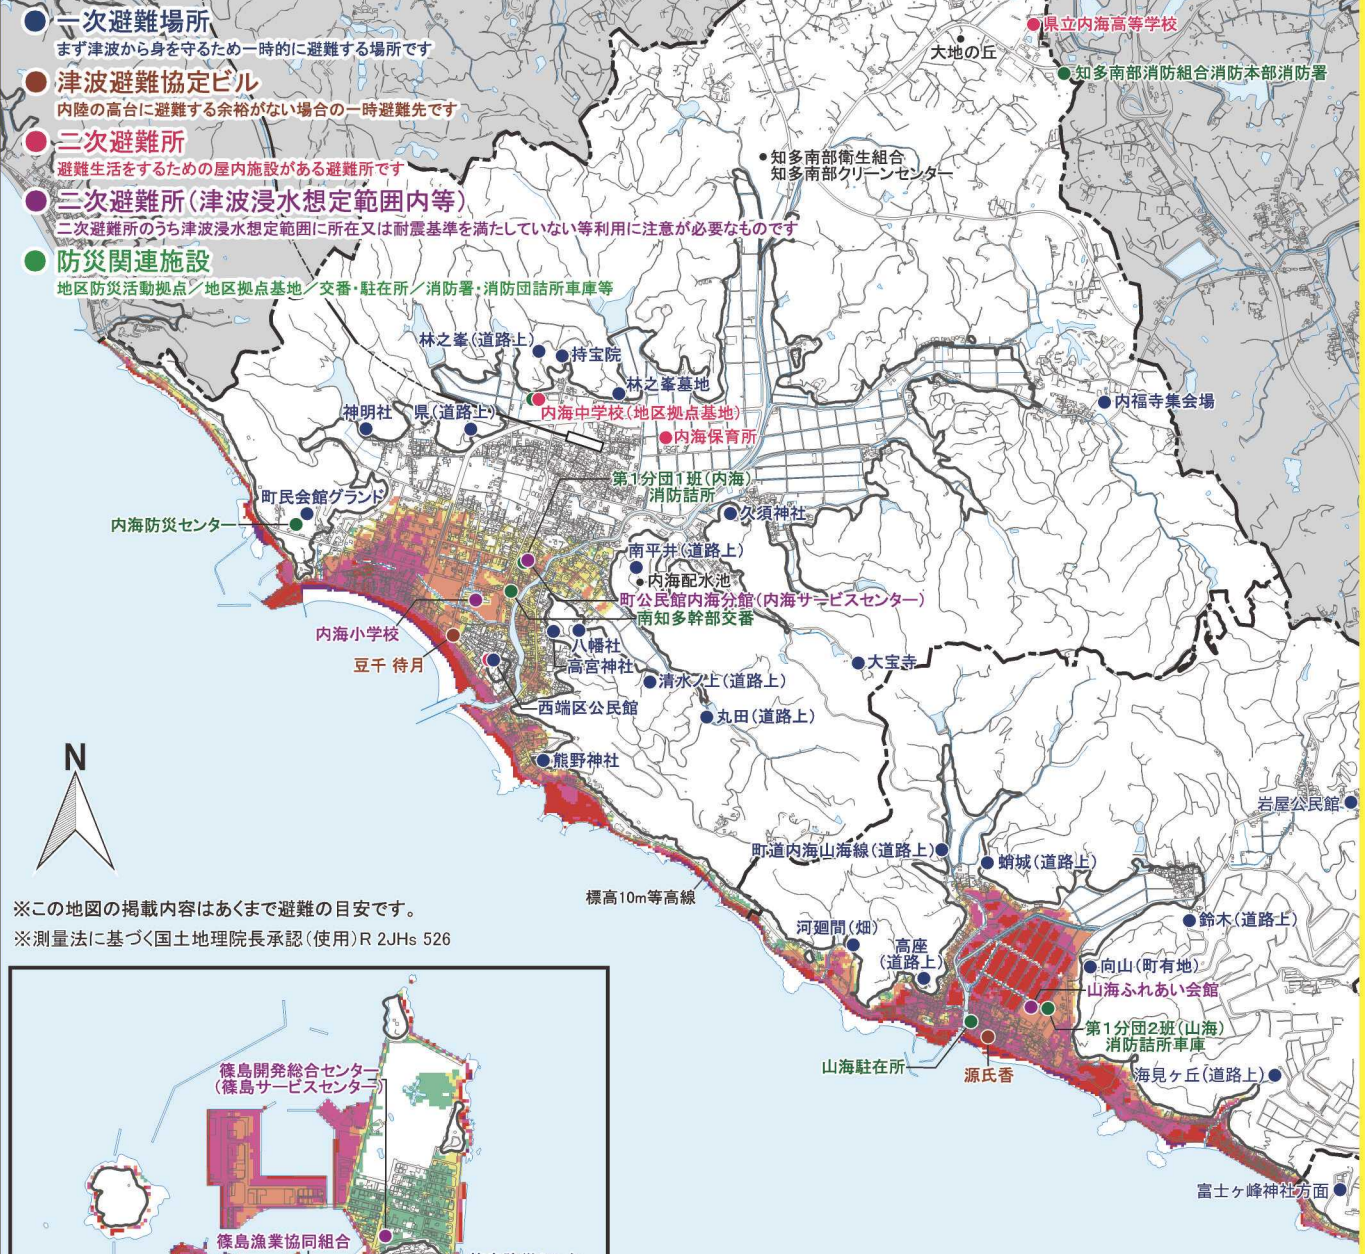 一次避難場所
まず津波から身を守るため一時的に避難する場所です
津波避難協定ビル
内陸の高台に避難する余裕がない場合の一時避難先です
二次避難所
避難生活をするための屋内施設がある避難所です
二次避難所(津波浸水想定範囲内等)
二次避難所のうち津波浸水想定範囲に所在又は耐震基準を満たしていない等利用に注意が必要なものです
防災関連施設
地区防災活動拠点/地区拠点基地/交番・駐在所/消防署・消防団詰所車庫等
県立内海高等学校
大地の丘
知多南部消防組合消防本部消防署
知多南部衛生組合
知多南部クリーンセンター
林之峯(道路上)
持宝院
林之峯墓地
神明社
県(道路上)
内海中学校(地区拠点基地)
内海保育所
内福寺集会場
町民会館グランド
内海防災センター
第1分団1班(内海)
消防詰所
久須神社
南平井(道路上)
内海配水池
町公民館内海分館(内海サービスセンター)
南知多幹部交番
内海小学校
豆千 待月
八幡社
高宮神社
大宝寺
清水ノ上(道路上)
西端区公民館
丸田(道路上)
熊野神社
N
岩屋公民館
町道内海山海線(道路上)
蛸城(道路上)
標高10m等高線
※この地図の掲載内容はあくまで避難の目安です。
※測量法に基づく国土地理院長承認(使用)R 2JHs 526
河廻間(畑)
高座
(道路上)
鈴木(道路上)
向山(町有地)
山海ふれあい会館
第1分団2班(山海)
消防詰所車庫
山海駐在所
源氏香
海見ヶ丘(道路上)
富士ヶ峰神社方面
篠島開発総合センター
(篠島サービスセンター)
篠島漁業協同組合